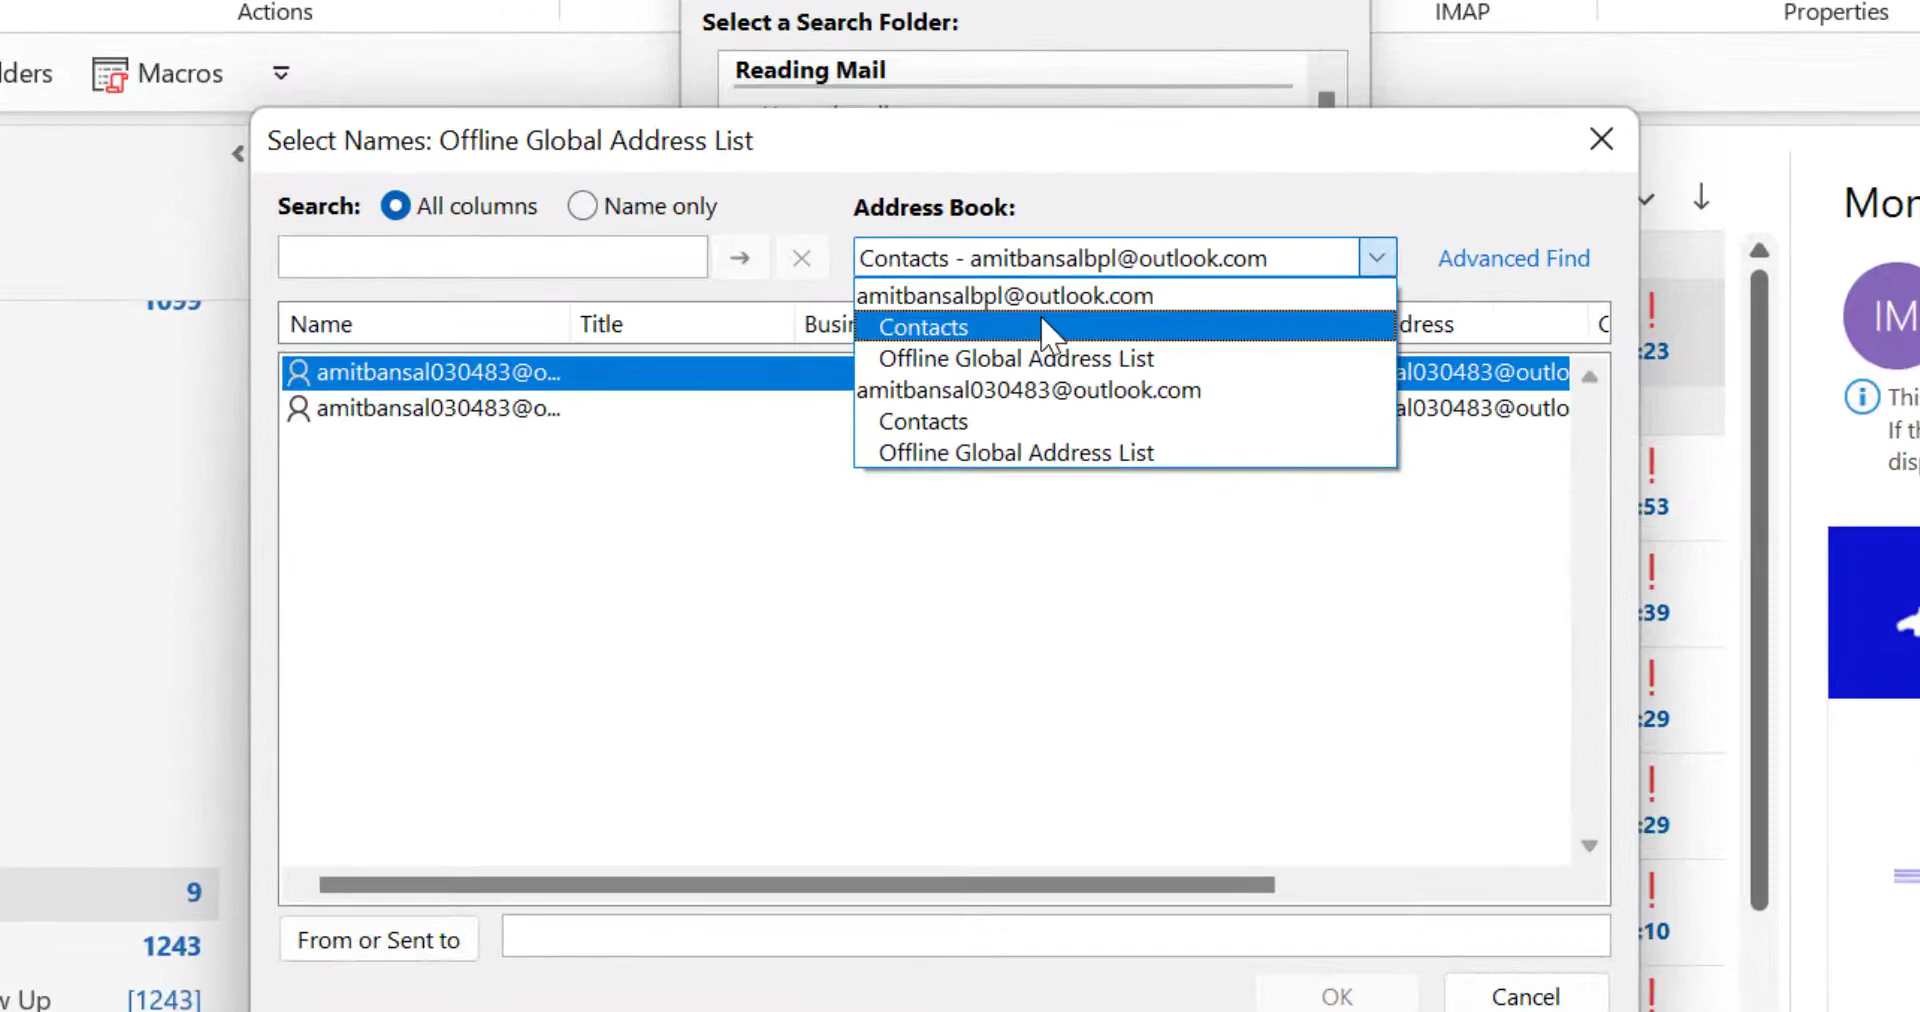 Actions
Select a Search Folder:
IMAP
Properties
lders
Macros
Reading Mail
Select Names: Offline Global Address List
Search:
All columns
Name only
Address Book:
Contacts - amitbansalbpl@outlook.com
Advanced Find
amitbansalbpl@outlook.com
Contacts
Offline Global Address List
amitbansal030483@outlook.com
Contacts
Offline Global Address List
Name
Title
Busi
dress
C
amitbansal030483@o...
al030483@outlo
amitbansal030483@o...
al030483@outlo
1099
9
1243
w Up
[1243]
From or Sent to
OK
Cancel
:23
:53
:39
:29
:29
:10
Mor
IM
Thi
If th
disp